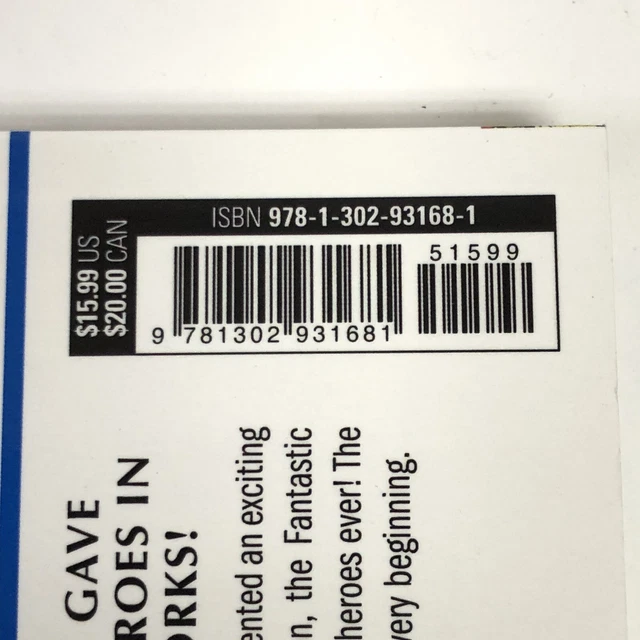 ISBN 978-1-302-93168-1
$15.99 US
$20.00 CAN
51599
9 781302 931681
GAVE
ROES IN
ORKS!
ented an exciting
n, the Fantastic
heroes ever! The
very beginning.